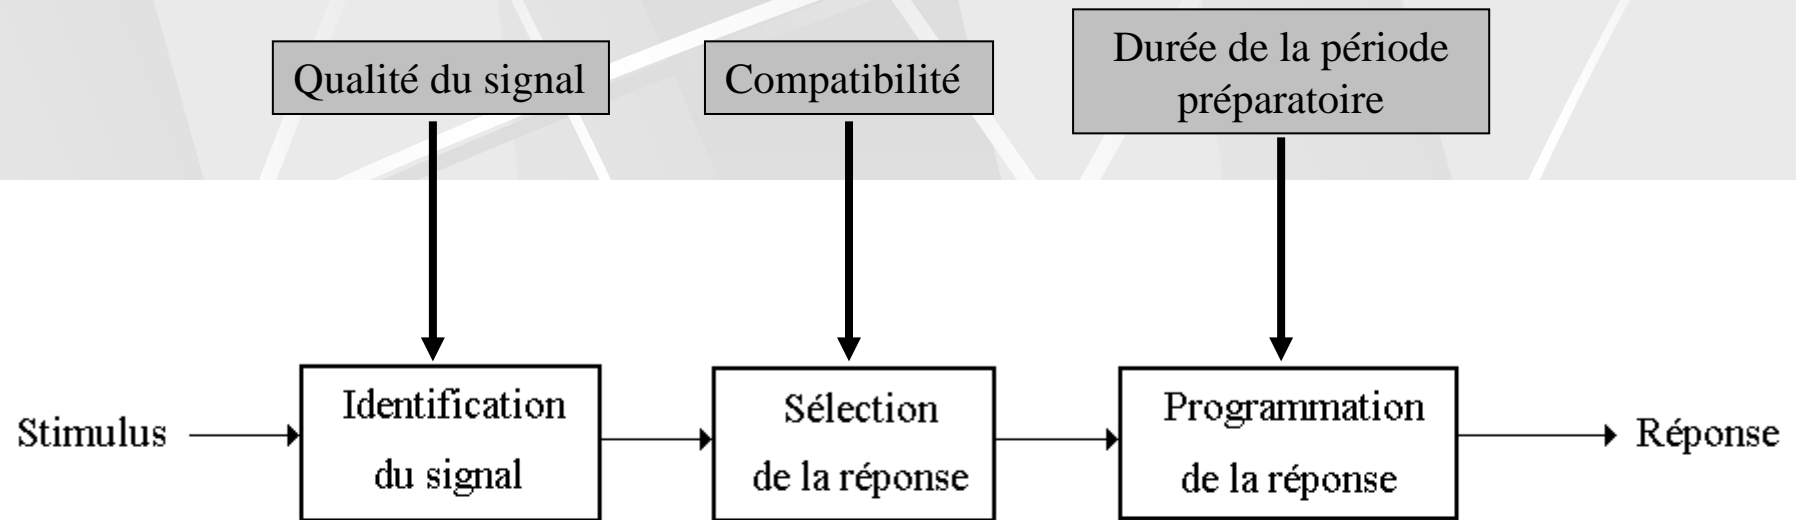 Qualité du signal
Compatibilité
Durée de la période
préparatoire
Stimulus
Identification
du signal
Sélection
de la réponse
Programmation
de la réponse
Réponse